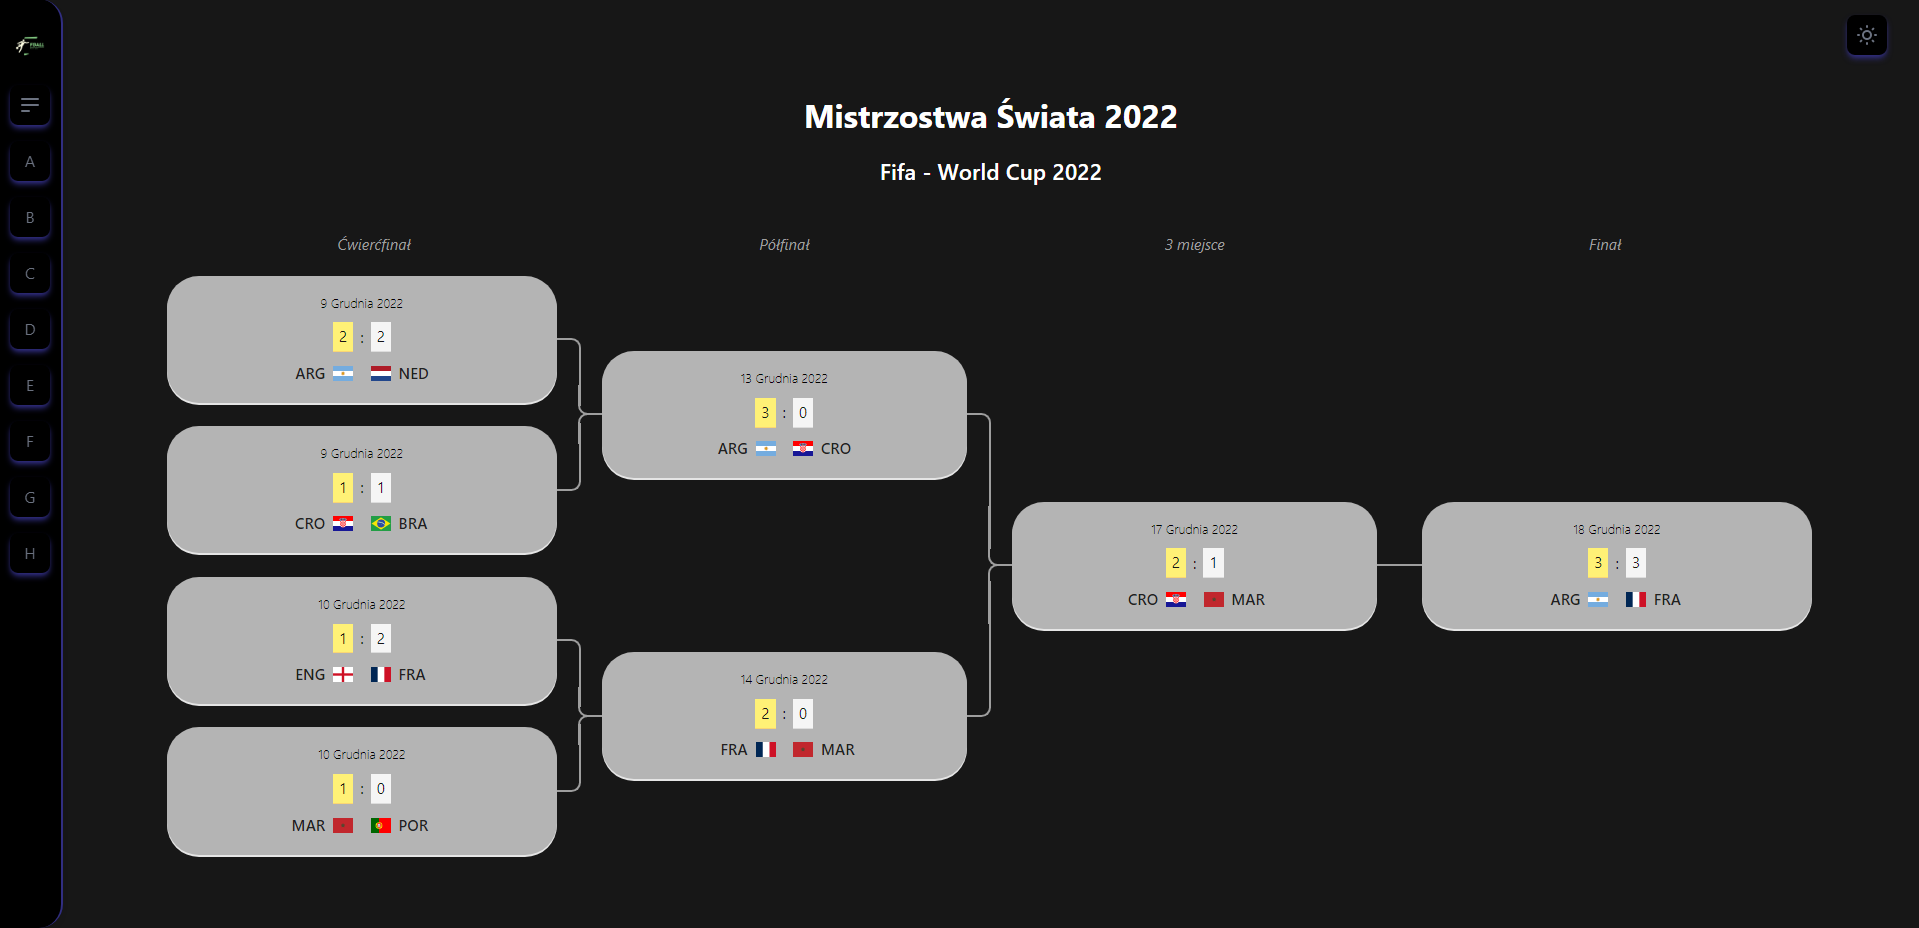 A
B
C
D
E
F
G
H
Mistrzostwa Świata 2022
Fifa - World Cup 2022
Ćwierćfinał
Półfinał
3 miejsce
Finał
9 Grudnia 2022
2 : 2
ARG NED
9 Grudnia 2022
1 : 1
CRO BRA
10 Grudnia 2022
1 : 2
ENG FRA
10 Grudnia 2022
1 : 0
MAR POR
13 Grudnia 2022
3 : 0
ARG CRO
14 Grudnia 2022
2 : 0
FRA MAR
17 Grudnia 2022
2 : 1
CRO MAR
18 Grudnia 2022
3 : 3
ARG FRA